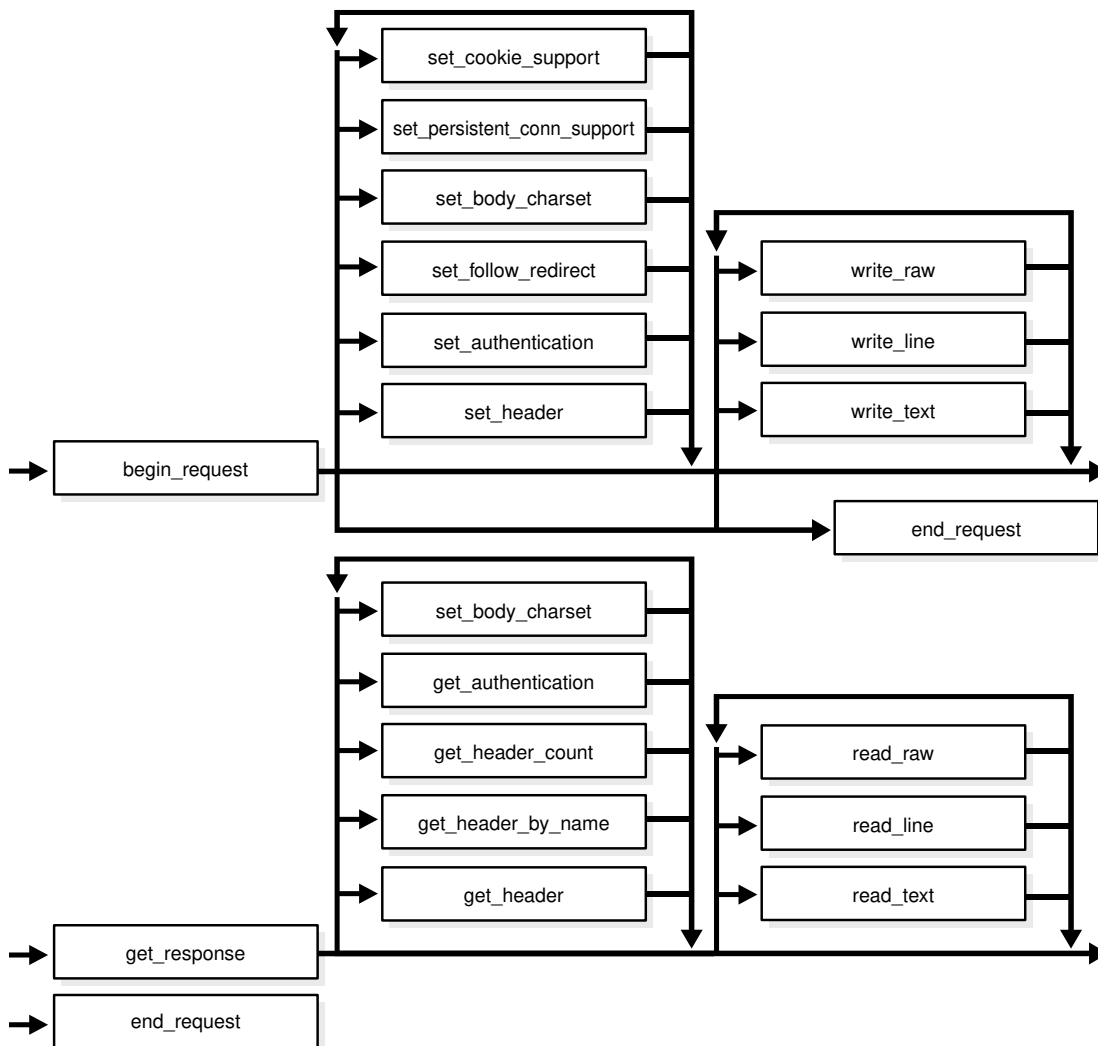 set_cookie_support
set_persistent_conn_support
set_body_charset
set_follow_redirect
set_authentication
set_header
write_raw
write_line
write_text
begin_request
end_request
set_body_charset
get_authentication
get_header_count
get_header_by_name
get_header
read_raw
read_line
read_text
get_response
end_request